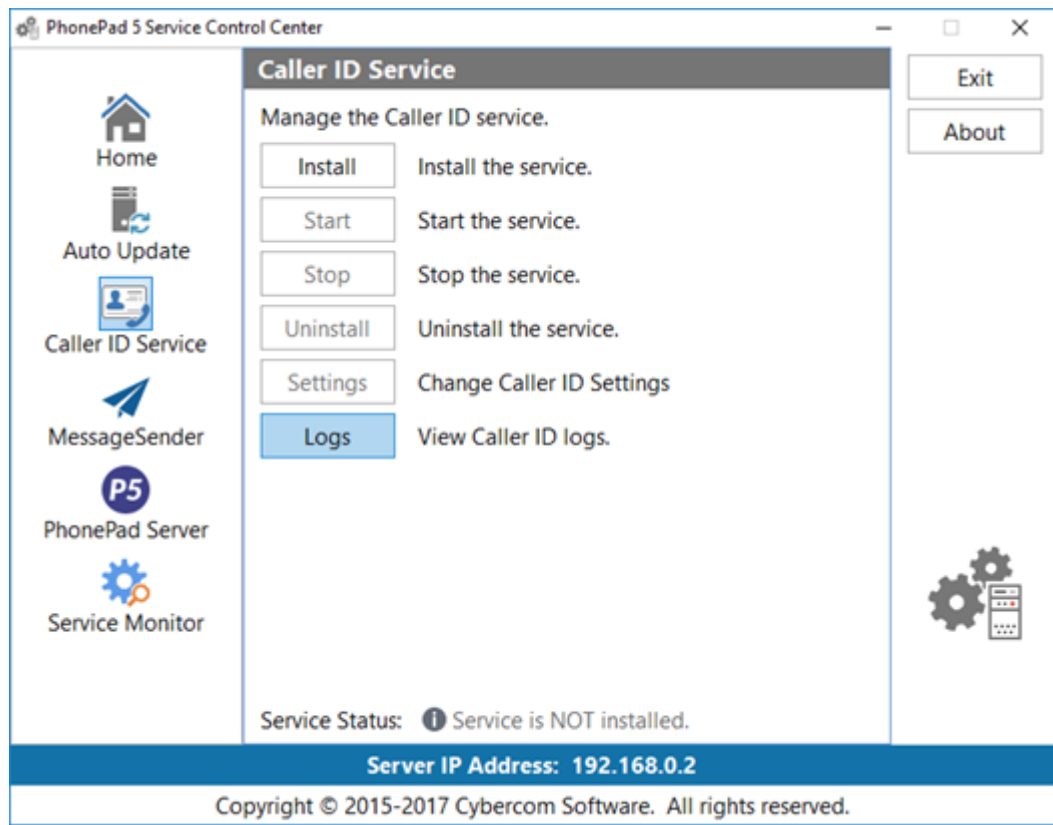 PhonePad 5 Service Control Center
Home
Auto Update
Caller ID Service
MessageSender
P5
PhonePad Server
Service Monitor
Caller ID Service
Manage the Caller ID service.
Install Install the service.
Start Start the service.
Stop Stop the service.
Uninstall Uninstall the service.
Settings Change Caller ID Settings
Logs View Caller ID logs.
Service Status: Service is NOT installed.
Exit
About
Server IP Address: 192.168.0.2
Copyright © 2015-2017 Cybercom Software. All rights reserved.